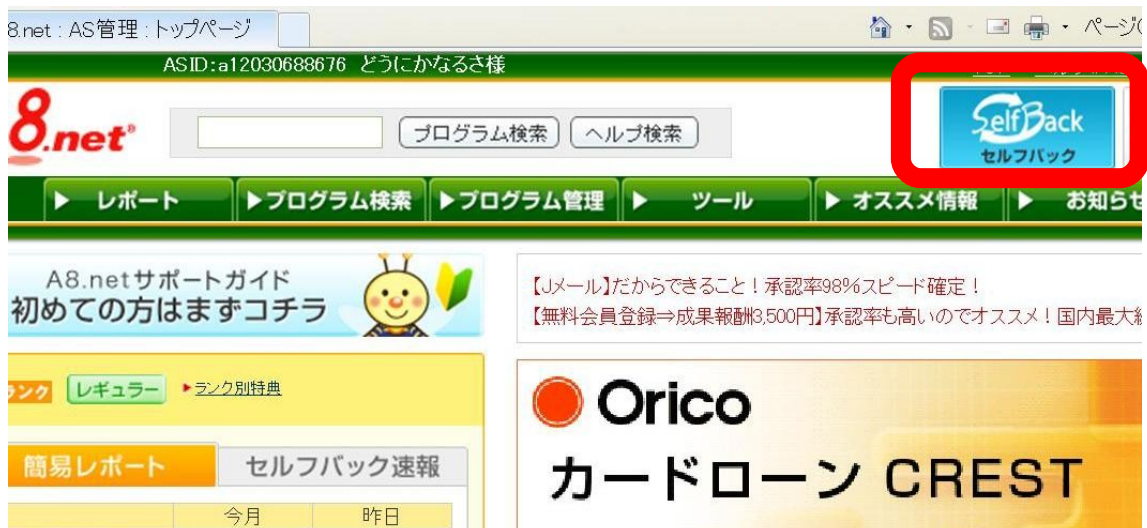 8.net : AS管理 : トップページ
ページ
ASID:a12030688676 どうにかなるさ様
8.net
プログラム検索
ヘルプ検索
SelfBack
セルフバック
レポート
プログラム検索
プログラム管理
ツール
オススメ情報
お知らせ
A8.netサポートガイド
初めての方はまずコチラ
【Jメール】だからできること！承認率98%スピード確定！
【無料会員登録⇒成果報酬3,500円】承認率も高いのでオススメ！国内最大
ランク
レギュラー
ランク別特典
Orico
カードローン CREST
簡易レポート
セルフバック速報
今月
昨日